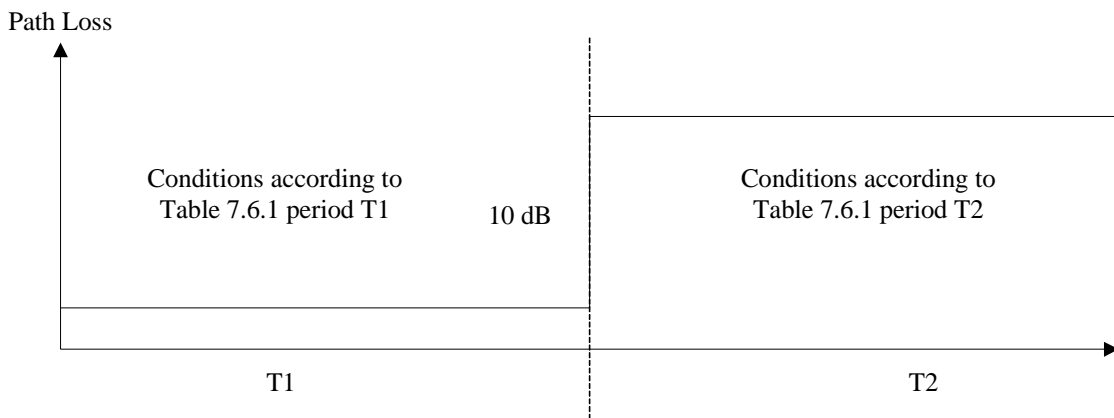 Path Loss
Conditions according to
Table 7.6.1 period T1
10 dB
Conditions according to
Table 7.6.1 period T2
T1
T2